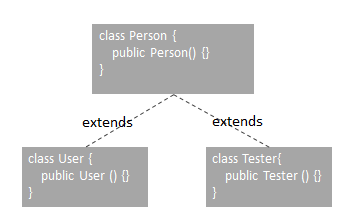 class Person {
public Person() {}
}
extends
extends
class User {
public User () {}
}
class Tester{
public Tester () {}
}